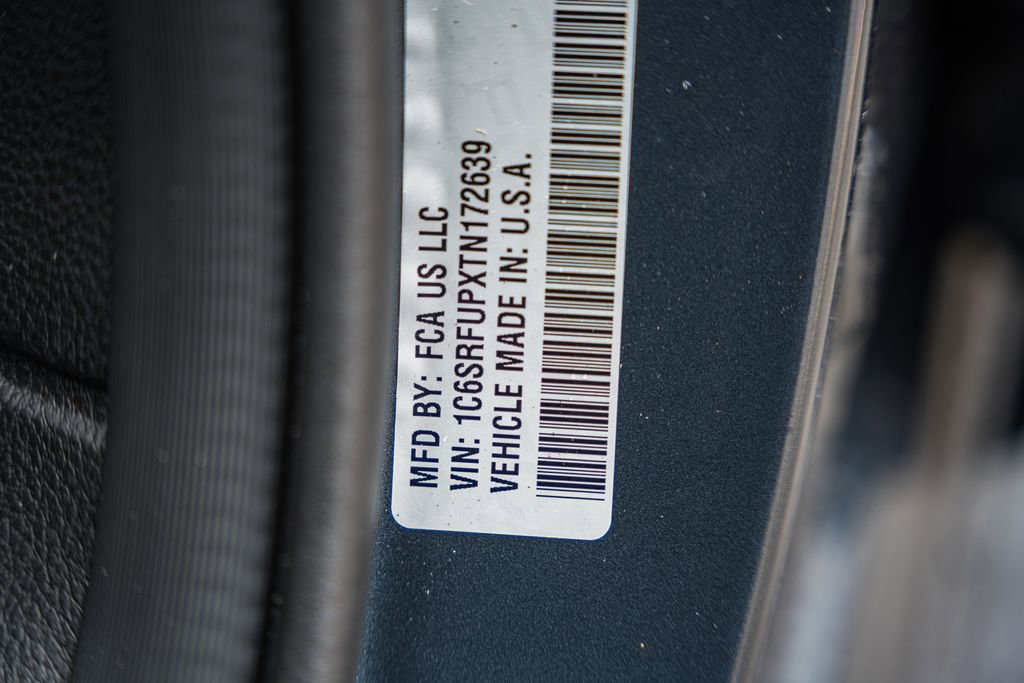 MFD BY: FCA US LLC
VIN: 1C6SRFUPXTN172639
VEHICLE MADE IN: U.S.A.